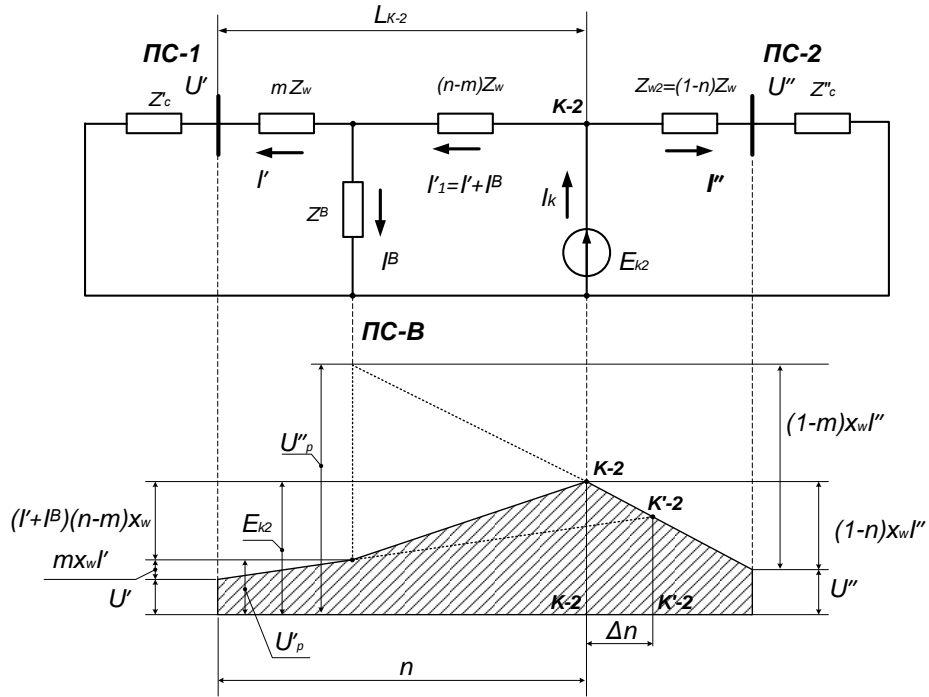 L К-2
ПС-1
ПС-2
U'
U"
Z'c
mZw
(n-m)Zw
К-2
Zw2=(1-n)Zw
Z"c
I'
I'1=I'+IB
Ik
I"
ZB
IB
Ek2
ПС-В
U"p
(1-m)xwI"
К-2
(I'+IB)(n-m)xw
Ek2
К'-2
(1-n)xwI"
mxwI'
U'
U"
К-2
К'-2
U'p
Δn
n